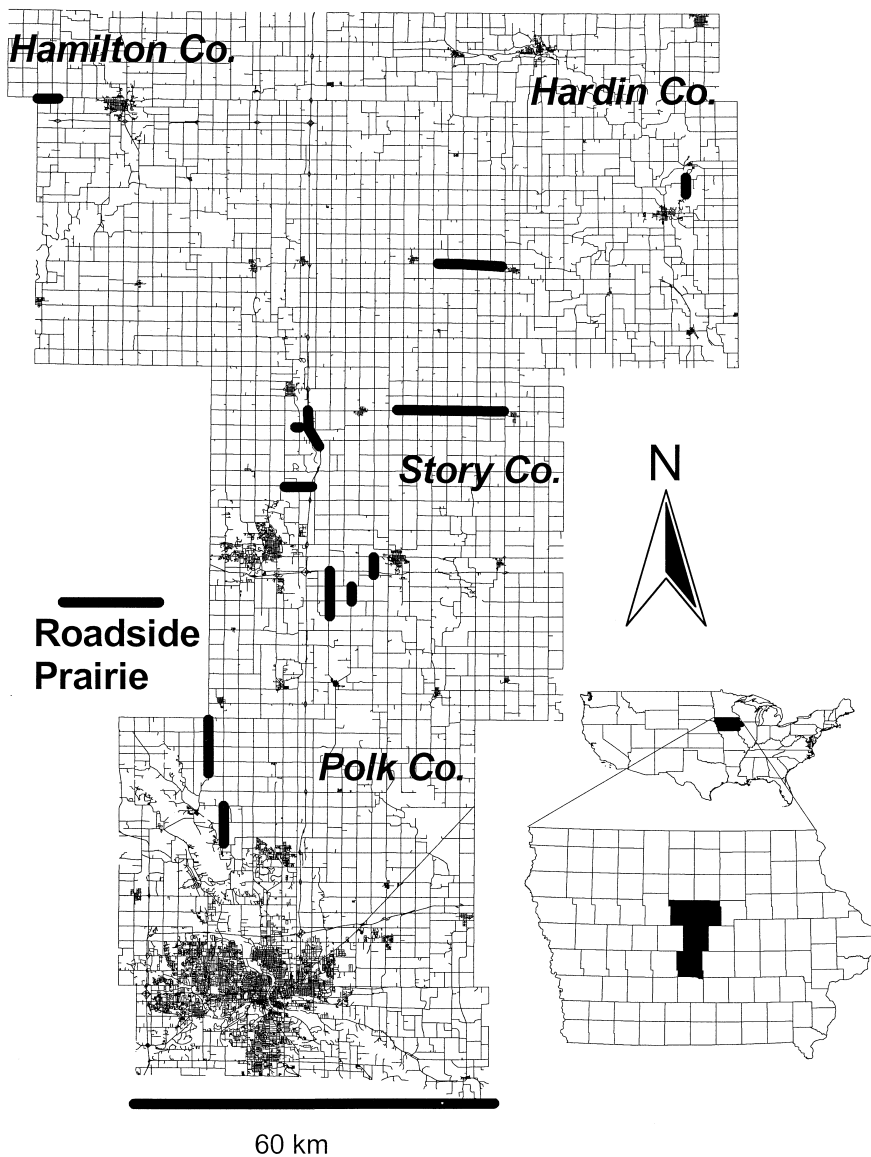 Hamilton Co.
Hardin Co.
Story Co.
N
Roadside
Prairie
Polk Co.
60 km